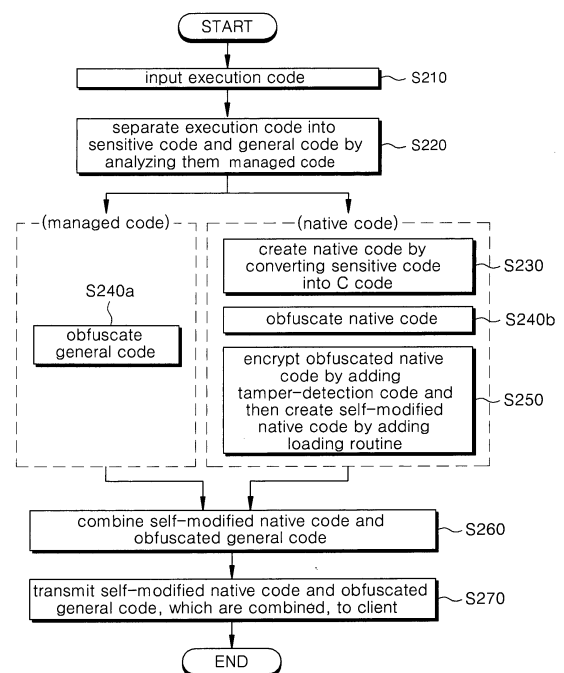 START
input execution code
S210
separate execution code into
sensitive code and general code by
analyzing them managed code
S220
(managed code)
S240a
obfuscate
general code
(native code)
create native code by
converting sensitive code
into C code
S230
obfuscate native code
S240b
encrypt obfuscated native
code by adding
tamper-detection code and
then create self-modified
native code by adding
loading routine
S250
combine self-modified native code and
obfuscated general code
S260
transmit self-modified native code and obfuscated
general code, which are combined, to client
S270
END